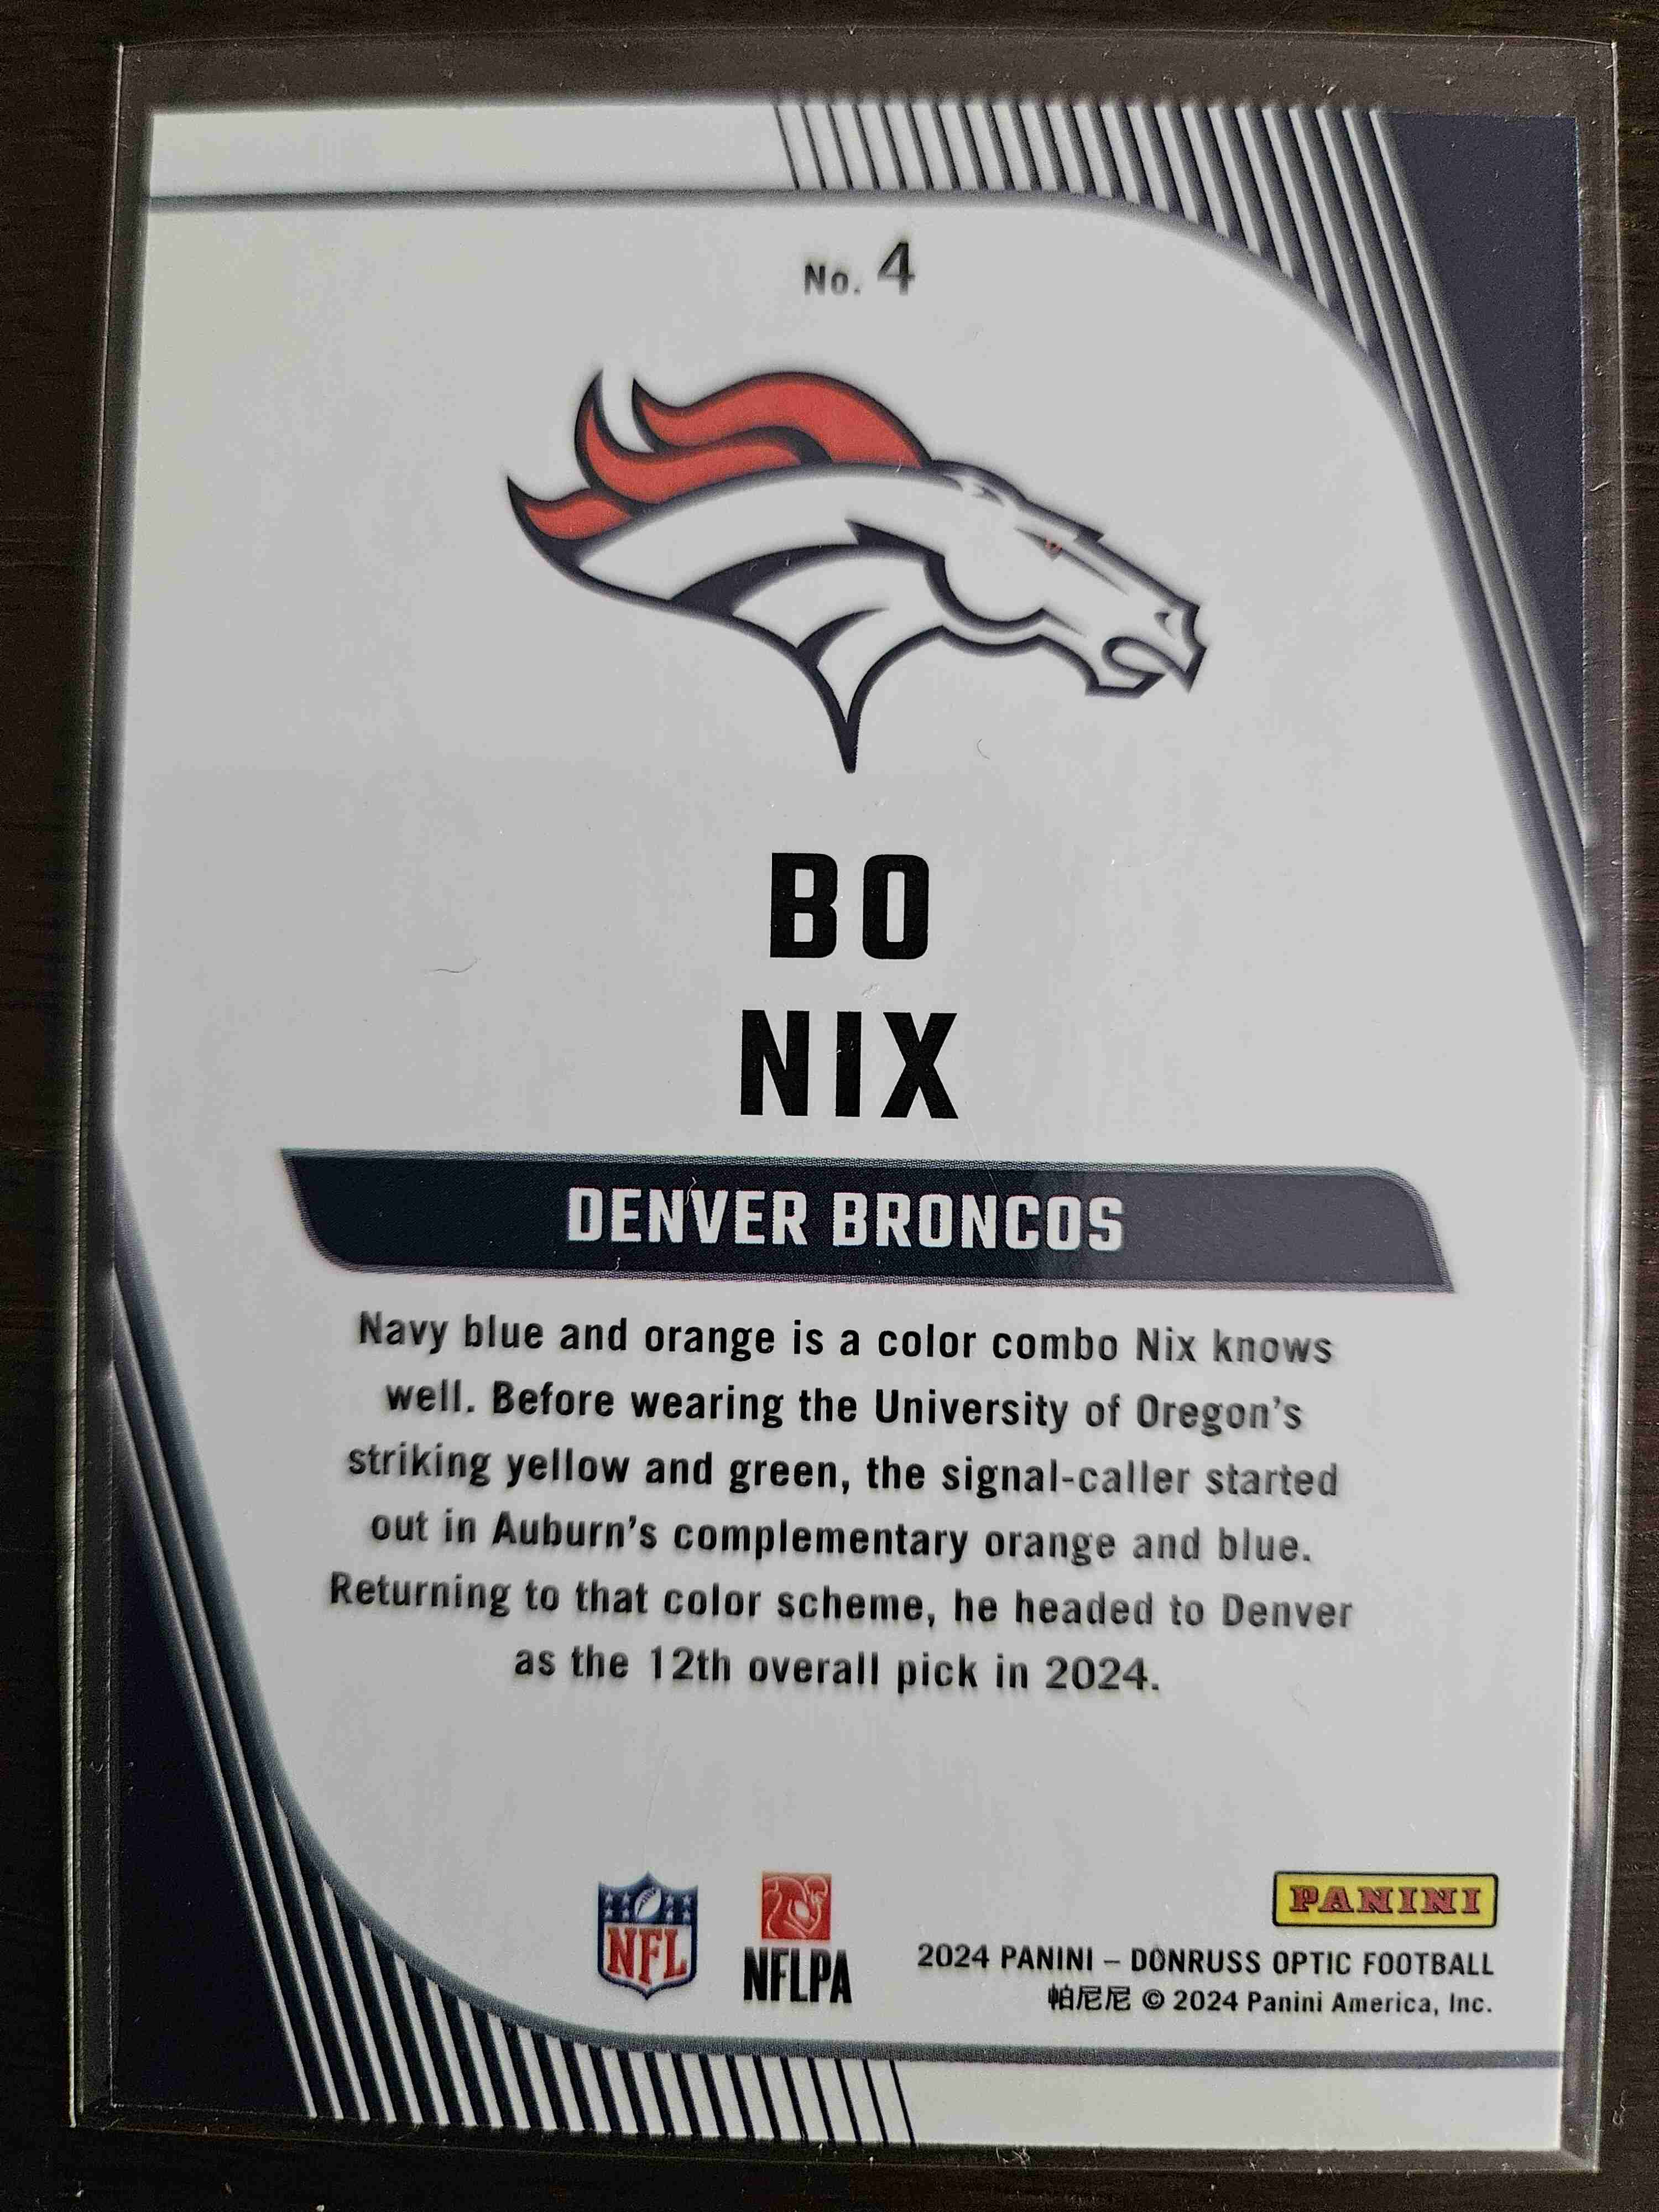 No. 4
BO
NIX
DENVER BRONCOS
Navy blue and orange is a color combo Nix knows
well. Before wearing the University of Oregon's
striking yellow and green, the signal-caller started
out in Auburn's complementary orange and blue.
Returning to that color scheme, he headed to Denver
as the 12th overall pick in 2024.
NFL
NFLPA
PANINI
2024 PANINI – DONRUSS OPTIC FOOTBALL
帕尼尼 © 2024 Panini America, Inc.